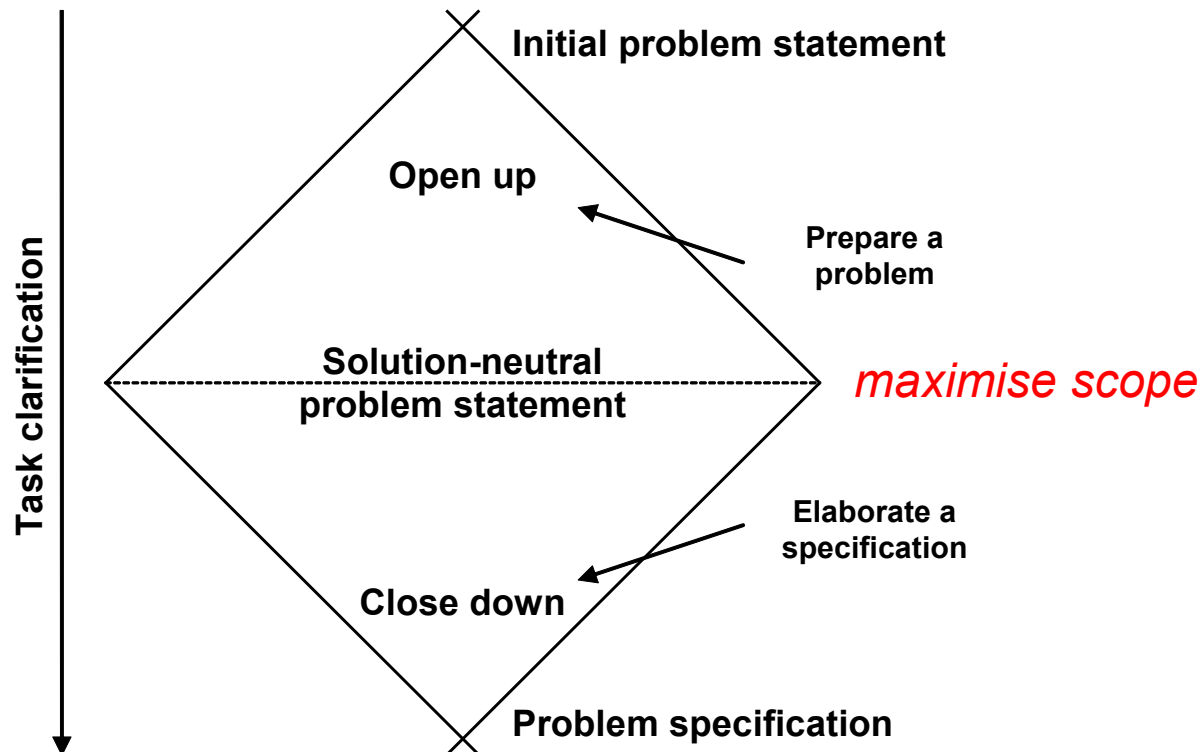 Initial problem statement
Open up
Prepare a
problem
Task clarification
Solution-neutral
problem statement
maximise scope
Elaborate a
specification
Close down
Problem specification